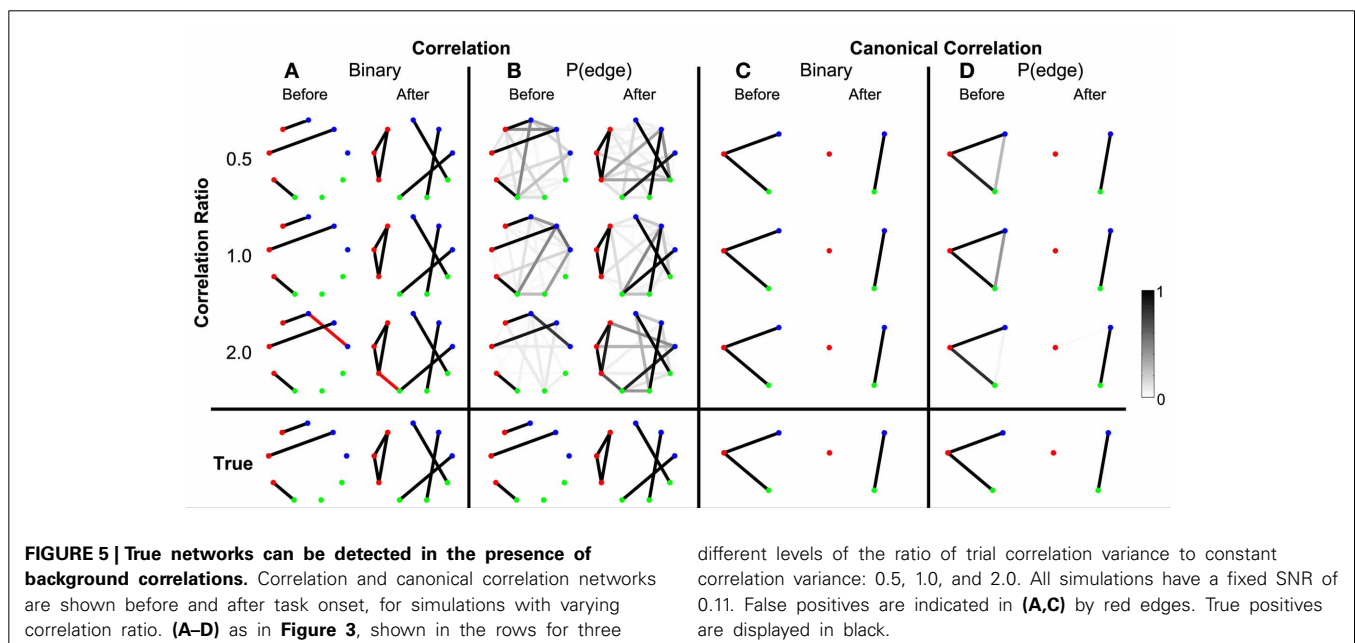 Correlation
Canonical Correlation
A Binary
B P(edge)
C Binary
D P(edge)
Before After
Before After
Before After
Before After
Correlation Ratio
0.5
1.0
2.0
True
1
0
FIGURE 5 | True networks can be detected in the presence of
background correlations. Correlation and canonical correlation networks
are shown before and after task onset, for simulations with varying
correlation ratio. (A–D) as in Figure 3, shown in the rows for three
different levels of the ratio of trial correlation variance to constant
correlation variance: 0.5, 1.0, and 2.0. All simulations have a fixed SNR of
0.11. False positives are indicated in (A,C) by red edges. True positives
are displayed in black.